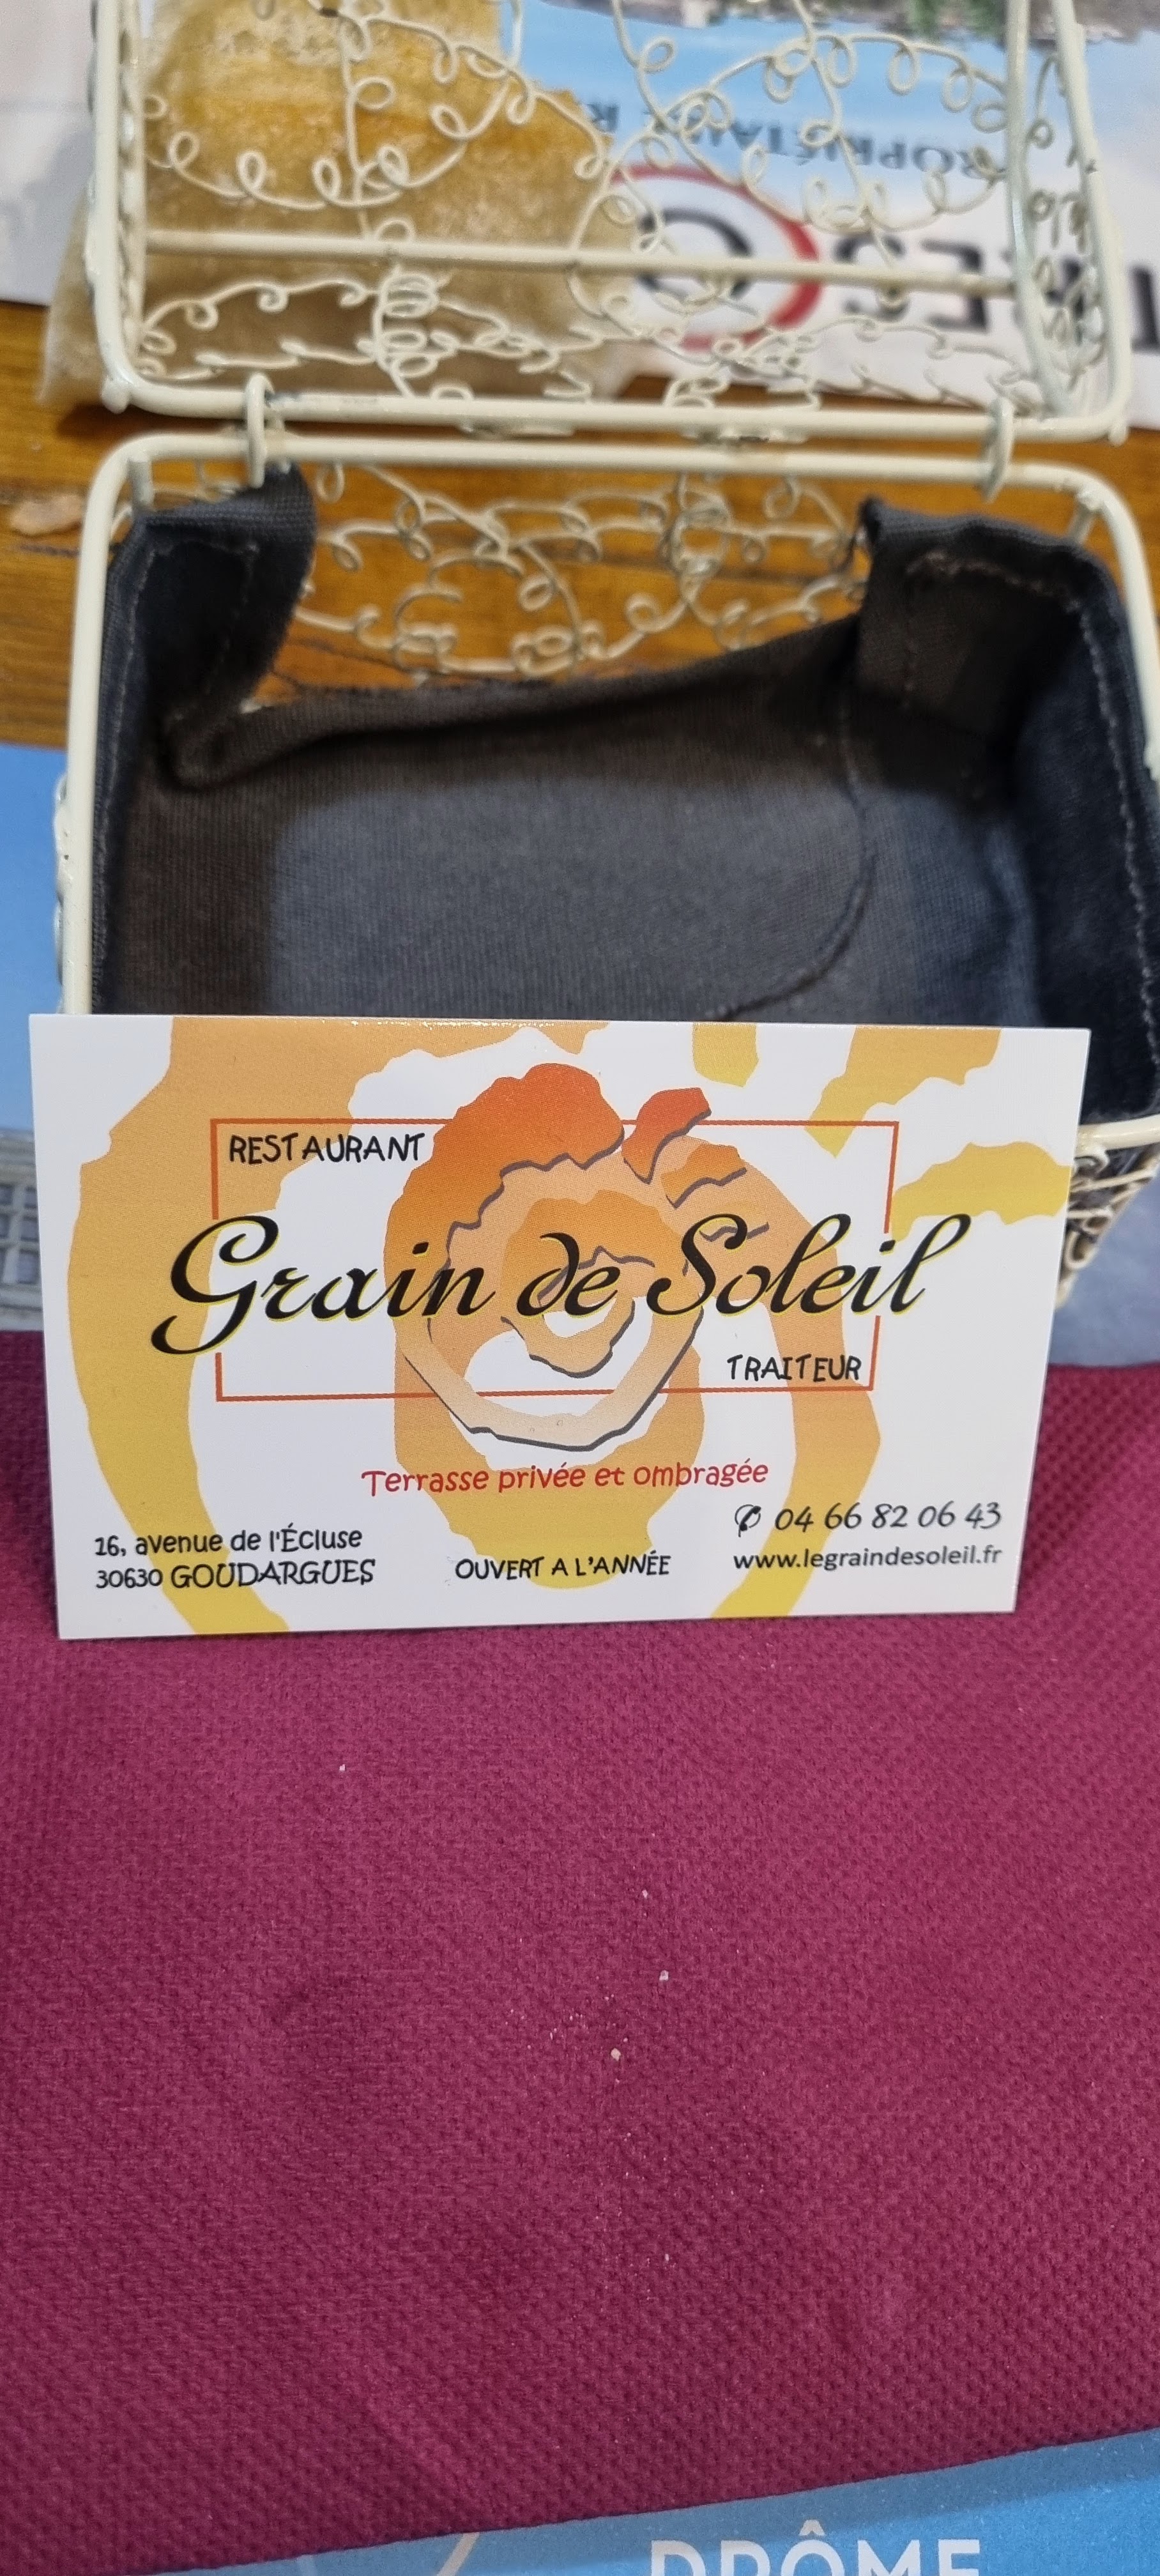 RESTAURANT
Grain de Soleil
TRAITEUR
Terrasse privée et ombragée
16, avenue de l'Écluse
30630 GOUDARGUES
OUVERT A L'ANNÉE
✆ 04 66 82 06 43
www.legraindesoleil.fr
DRÔME